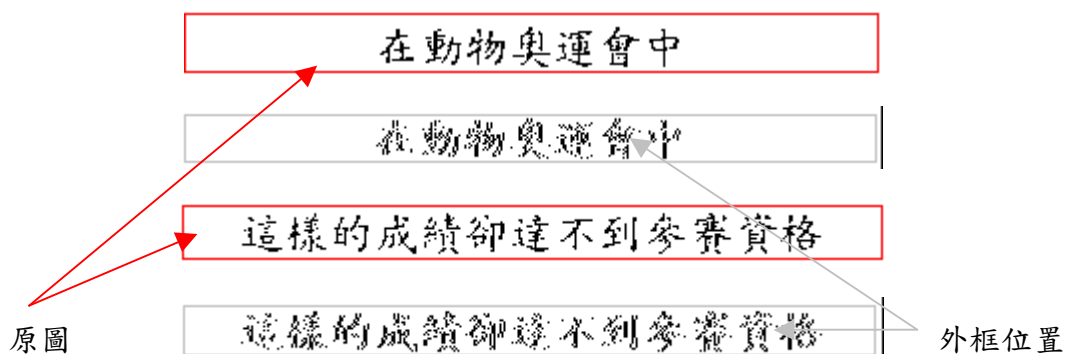 在動物奧運會中
在動物奧運會中
這樣的成績卻達不到參賽資格
原圖
這樣的成績卻達不到參賽資格
外框位置